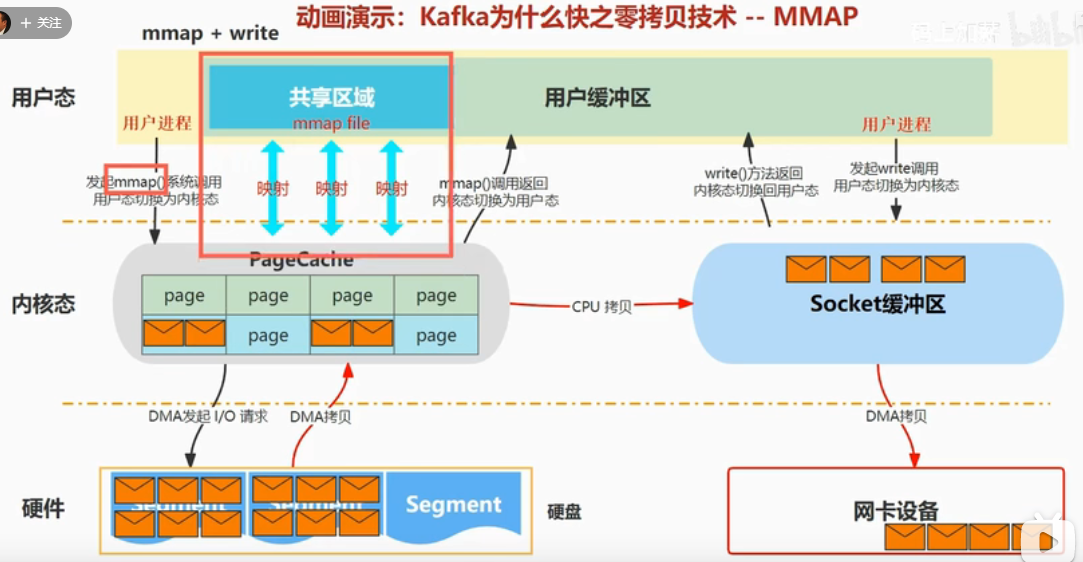 + 关注
动画演示：Kafka为什么快之零拷贝技术 -- MMAP
mmap + write
bilibili
用户态
共享区域
mmap file
用户缓冲区
用户进程
用户进程
映射
映射
映射
发起mmap()系统调用
用户态切换为内核态
mmap()调用返回
内核态切换为用户态
write()方法返回
内核态切换回用户态
发起write调用
用户态切换为内核态
内核态
PageCache
page
page
page
page
page
page
CPU 拷贝
Socket缓冲区
DMA发起 I/O 请求
DMA拷贝
DMA拷贝
硬件
Segment
Segment
Segment
硬盘
网卡设备